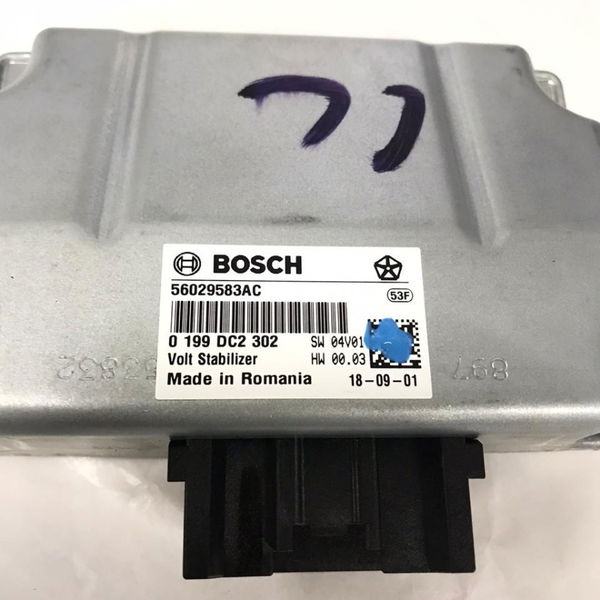 BOSCH
56029583AC
53F
0 199 DC2 302 SW 04V01
Volt Stabilizer HW 00.03
Made in Romania 18-09-01